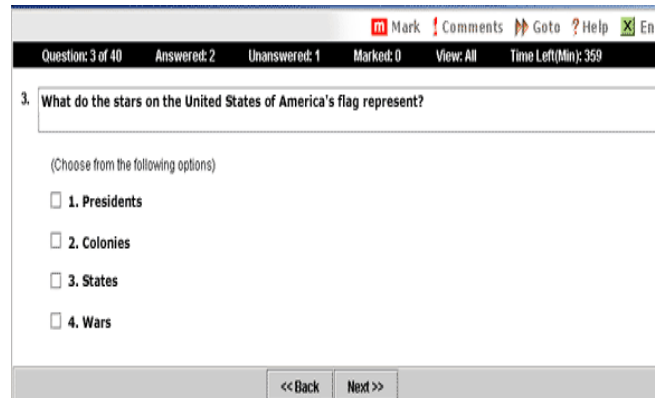 m Mark ! Comments Goto ? Help X En
Question: 3 of 40 Answered: 2 Unanswered: 1 Marked: 0 View: All Time Left(Min): 359
3. What do the stars on the United States of America's flag represent?
(Choose from the following options)
1. Presidents
2. Colonies
3. States
4. Wars
<< Back Next >>